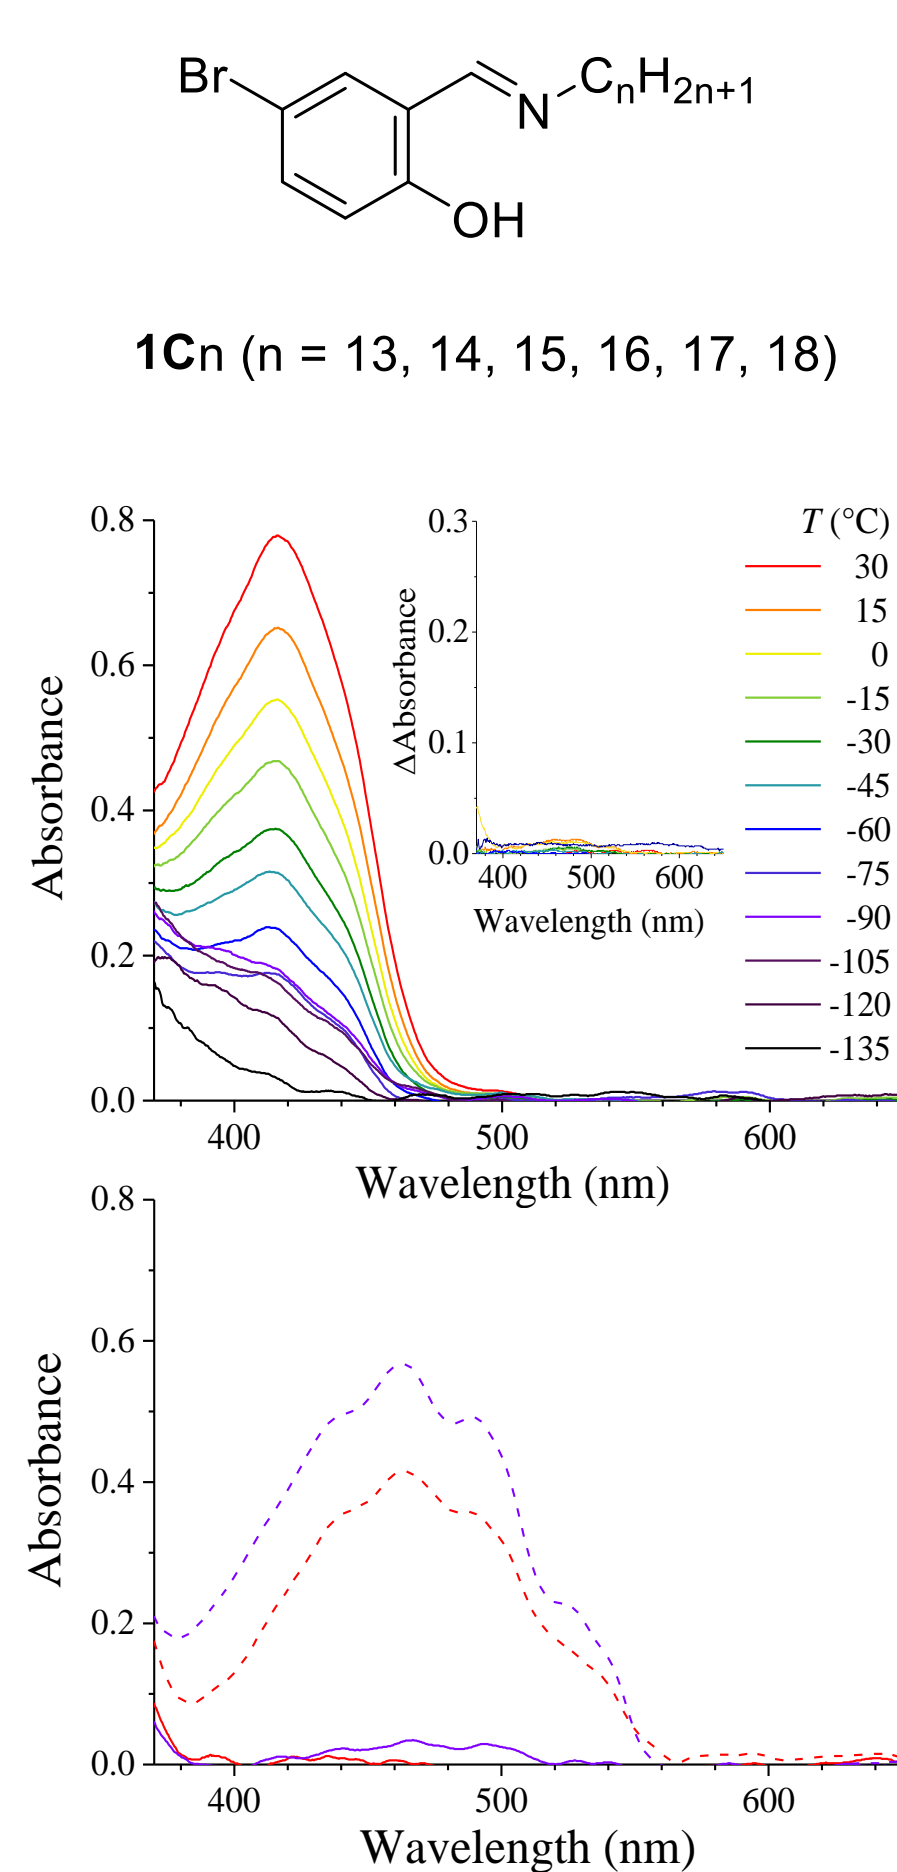 Br
N
CnH2n+1
OH
1Cn (n = 13, 14, 15, 16, 17, 18)
Absorbance
0.8
0.6
0.4
0.2
0.0
400 500 600
Wavelength (nm)
ΔAbsorbance
0.3
0.2
0.1
0.0
400 500 600
Wavelength (nm)
T (°C)
30
15
0
-15
-30
-45
-60
-75
-90
-105
-120
-135
Absorbance
0.8
0.6
0.4
0.2
0.0
400 500 600
Wavelength (nm)